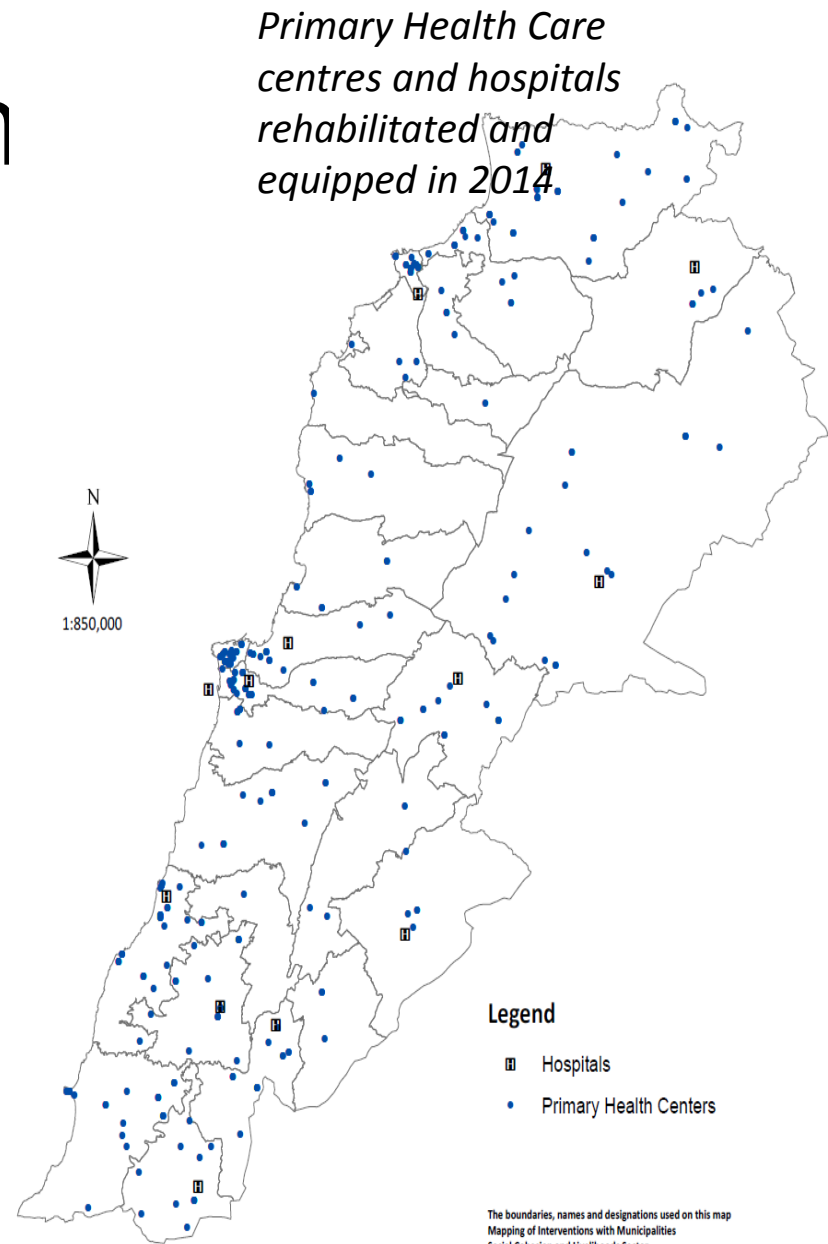 Primary Health Care
centres and hospitals
rehabilitated and
equipped in 2014.
N
1:850,000
Legend
H Hospitals
Primary Health Centers
The boundaries, names and designations used on this map
Mapping of Interventions with Municipalities